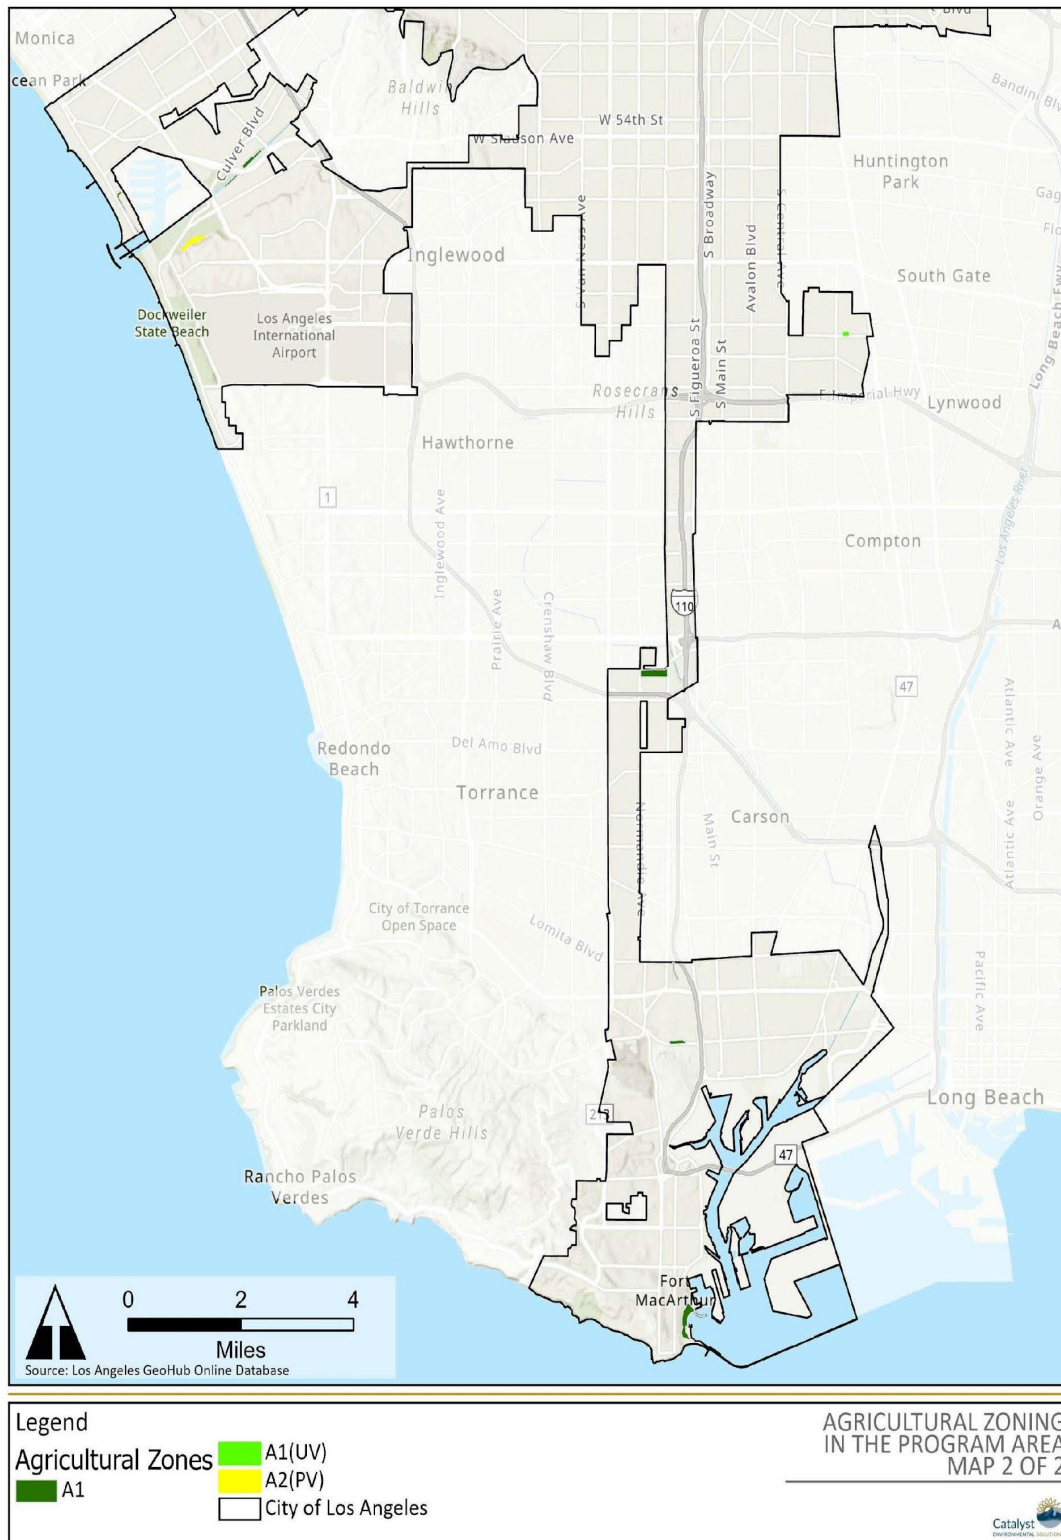 Blvd
Monica
cean Park
Baldwin
Hills
Bandini Blv
W 54th St
Culver Blvd
W Slauson Ave
Huntington
Park
S Broadway
S Central Ave
Gag
S Van Ness Ave
Avalon Blvd
Flo
Inglewood
South Gate
Long Beach Fwy
Dockweiler
State Beach
Los Angeles
International
Airport
S Figueroa St
S Main St
Rosecrans
Hills
E Imperial Hwy
Lynwood
Hawthorne
1
Inglewood Ave
Los Angeles River
Compton
Prairie Ave
Crenshaw Blvd
110
A
47
Atlantic Ave
Redondo
Beach
Del Amo Blvd
Orange Ave
Torrance
Normandie Ave
Main St
Carson
Atlantic Ave
City of Torrance
Open Space
Lomita Blvd
Pacific Ave
Palos Verdes
Estates City
Parkland
Long Beach
Palos
Verde Hills
213
47
Rancho Palos
Verdes
Fort
MacArthur
0 2 4
Miles
Source: Los Angeles GeoHub Online Database
Legend
Agricultural Zones
A1
A1(UV)
A2(PV)
City of Los Angeles
AGRICULTURAL ZONING
IN THE PROGRAM AREA
MAP 2 OF 2
Catalyst
ENVIRONMENTAL SOLUTIONS